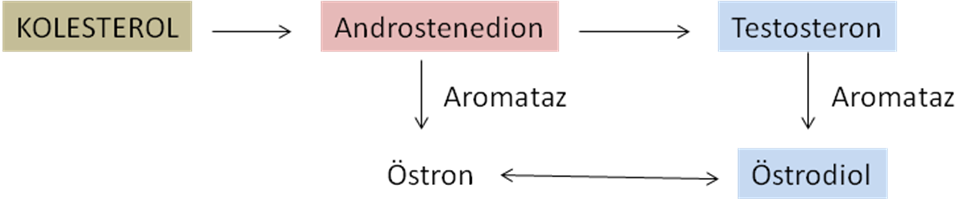 KOLESTEROL Androstenedion Testosteron
Aromataz Aromataz
Östron Östrodiol